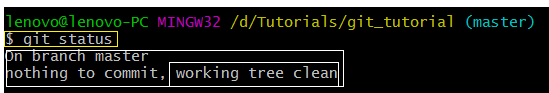 lenovo@lenovo-PC MINGW32 /d/Tutorials/git_tutorial (master)
$ git status
On branch master
nothing to commit, working tree clean